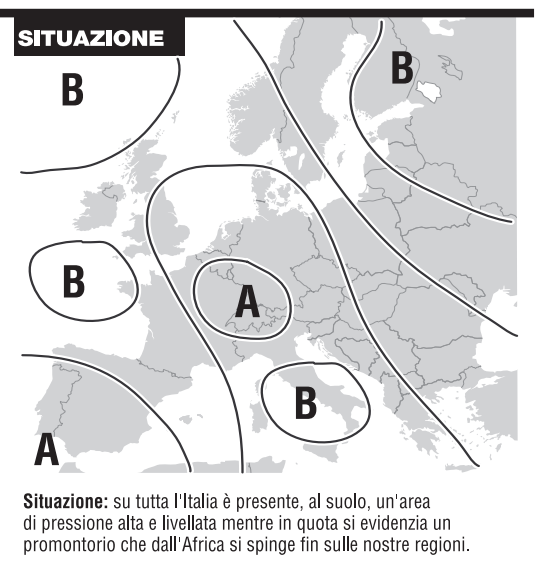 SITUAZIONE
B
B
B
A
B
A
Situazione: su tutta l'Italia è presente, al suolo, un'area
di pressione alta e livellata mentre in quota si evidenzia un
promontorio che dall'Africa si spinge fin sulle nostre regioni.